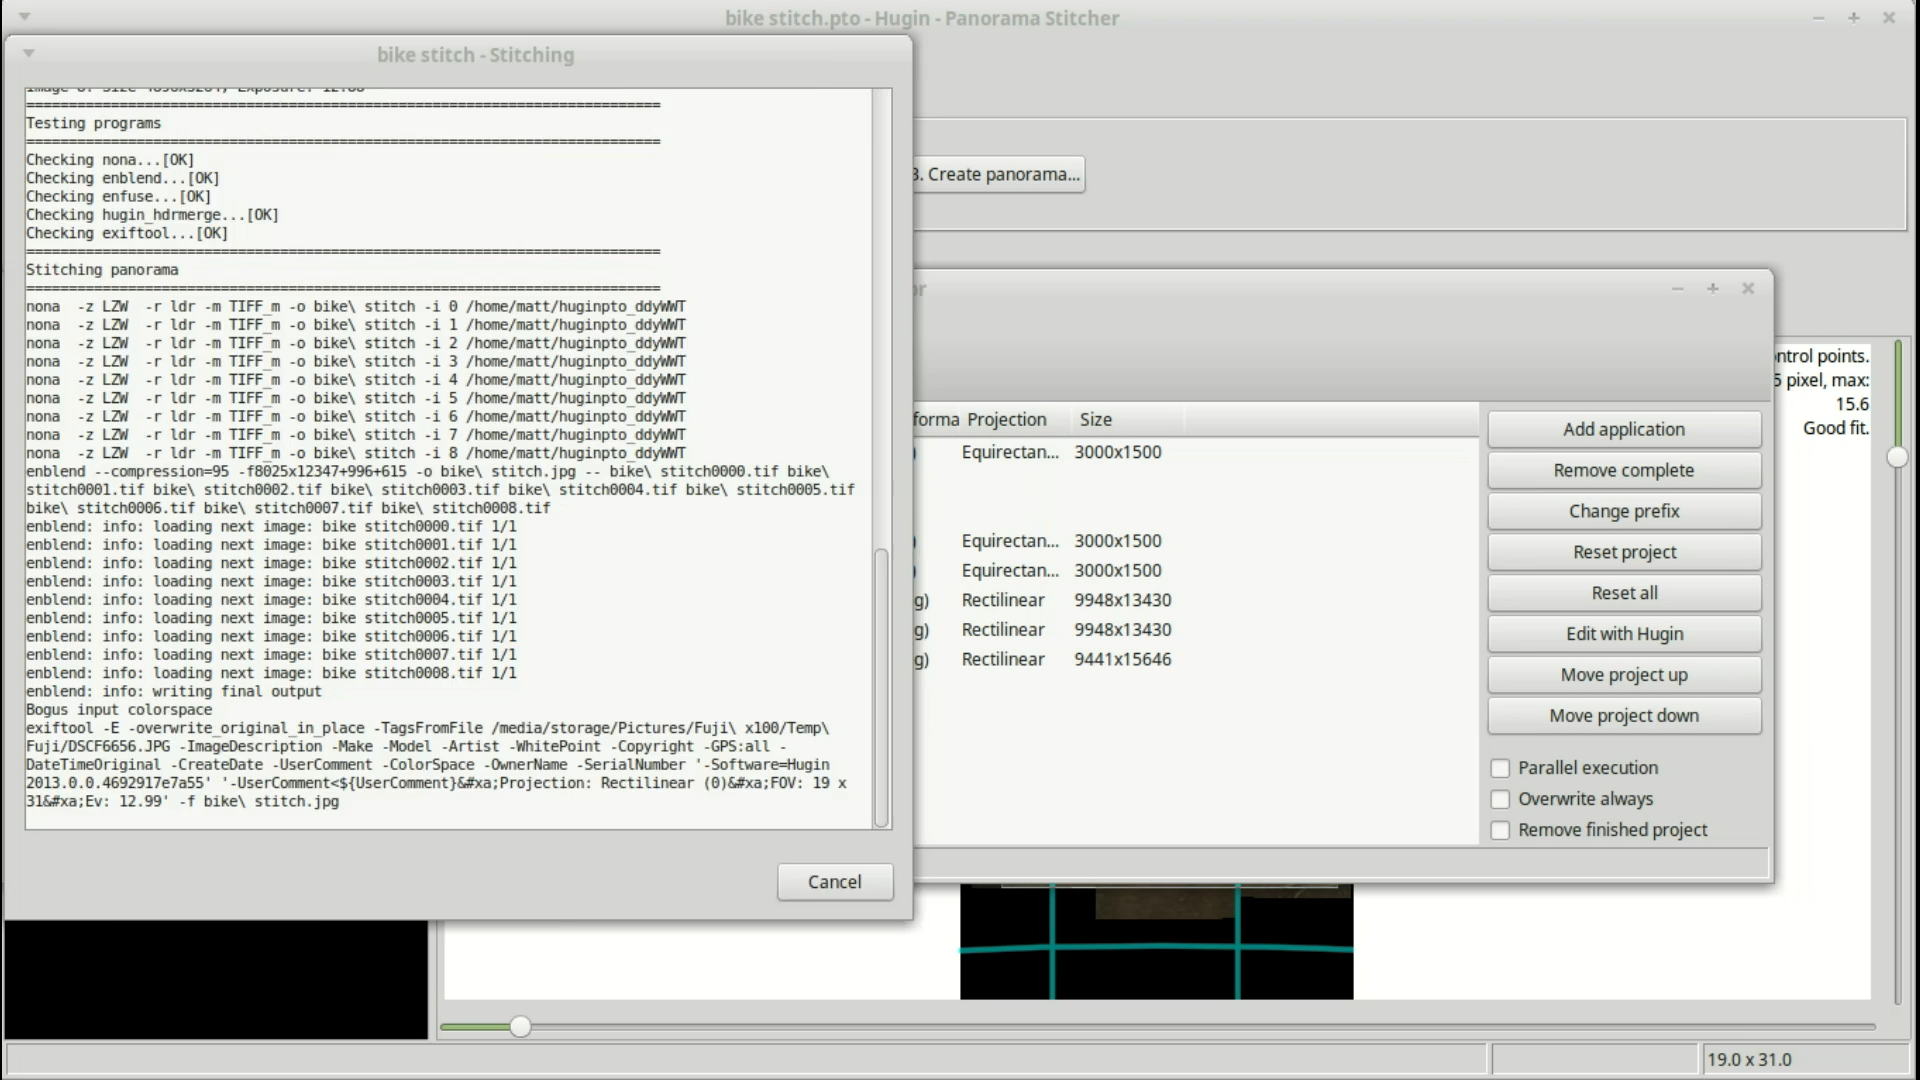 bike stitch.pto - Hugin - Panorama Stitcher
bike stitch - Stitching
========================================================================
Testing programs
========================================================================
Checking nona...[OK]
Checking enblend...[OK]
Checking enfuse...[OK]
Checking hugin_hdrmerge...[OK]
Checking exiftool...[OK]
========================================================================
Stitching panorama
========================================================================
nona  -z LZW  -r ldr -m TIFF_m -o bike\ stitch -i 0 /home/matt/huginpto_ddyWWT
nona  -z LZW  -r ldr -m TIFF_m -o bike\ stitch -i 1 /home/matt/huginpto_ddyWWT
nona  -z LZW  -r ldr -m TIFF_m -o bike\ stitch -i 2 /home/matt/huginpto_ddyWWT
nona  -z LZW  -r ldr -m TIFF_m -o bike\ stitch -i 3 /home/matt/huginpto_ddyWWT
nona  -z LZW  -r ldr -m TIFF_m -o bike\ stitch -i 4 /home/matt/huginpto_ddyWWT
nona  -z LZW  -r ldr -m TIFF_m -o bike\ stitch -i 5 /home/matt/huginpto_ddyWWT
nona  -z LZW  -r ldr -m TIFF_m -o bike\ stitch -i 6 /home/matt/huginpto_ddyWWT
nona  -z LZW  -r ldr -m TIFF_m -o bike\ stitch -i 7 /home/matt/huginpto_ddyWWT
nona  -z LZW  -r ldr -m TIFF_m -o bike\ stitch -i 8 /home/matt/huginpto_ddyWWT
enblend --compression=95 -f8025x12347+996+615 -o bike\ stitch.jpg -- bike\ stitch0000.tif bike\
stitch0001.tif bike\ stitch0002.tif bike\ stitch0003.tif bike\ stitch0004.tif bike\ stitch0005.tif
bike\ stitch0006.tif bike\ stitch0007.tif bike\ stitch0008.tif
enblend: info: loading next image: bike stitch0000.tif 1/1
enblend: info: loading next image: bike stitch0001.tif 1/1
enblend: info: loading next image: bike stitch0002.tif 1/1
enblend: info: loading next image: bike stitch0003.tif 1/1
enblend: info: loading next image: bike stitch0004.tif 1/1
enblend: info: loading next image: bike stitch0005.tif 1/1
enblend: info: loading next image: bike stitch0006.tif 1/1
enblend: info: loading next image: bike stitch0007.tif 1/1
enblend: info: loading next image: bike stitch0008.tif 1/1
enblend: info: writing final output
Bogus input colorspace
exiftool -E -overwrite_original_in_place -TagsFromFile /media/storage/Pictures/Fuji\ x100/Temp\
Fuji/DSCF6656.JPG -ImageDescription -Make -Model -Artist -WhitePoint -Copyright -GPS:all -
DateTimeOriginal -CreateDate -UserComment -ColorSpace -OwnerName -SerialNumber '-Software=Hugin
2013.0.0.4692917e7a55' '-UserComment<${UserComment}&#xa;Projection: Rectilinear (0)&#xa;FOV: 19 x
31&#xa;Ev: 12.99' -f bike\ stitch.jpg
Cancel
3. Create panorama...
or
forma Projection Size
) Equirectan... 3000x1500
) Equirectan... 3000x1500
) Equirectan... 3000x1500
g) Rectilinear 9948x13430
g) Rectilinear 9948x13430
g) Rectilinear 9441x15646
Add application
Remove complete
Change prefix
Reset project
Reset all
Edit with Hugin
Move project up
Move project down
Parallel execution
Overwrite always
Remove finished project
ntrol points.
5 pixel, max:
15.6
Good fit.
19.0 x 31.0